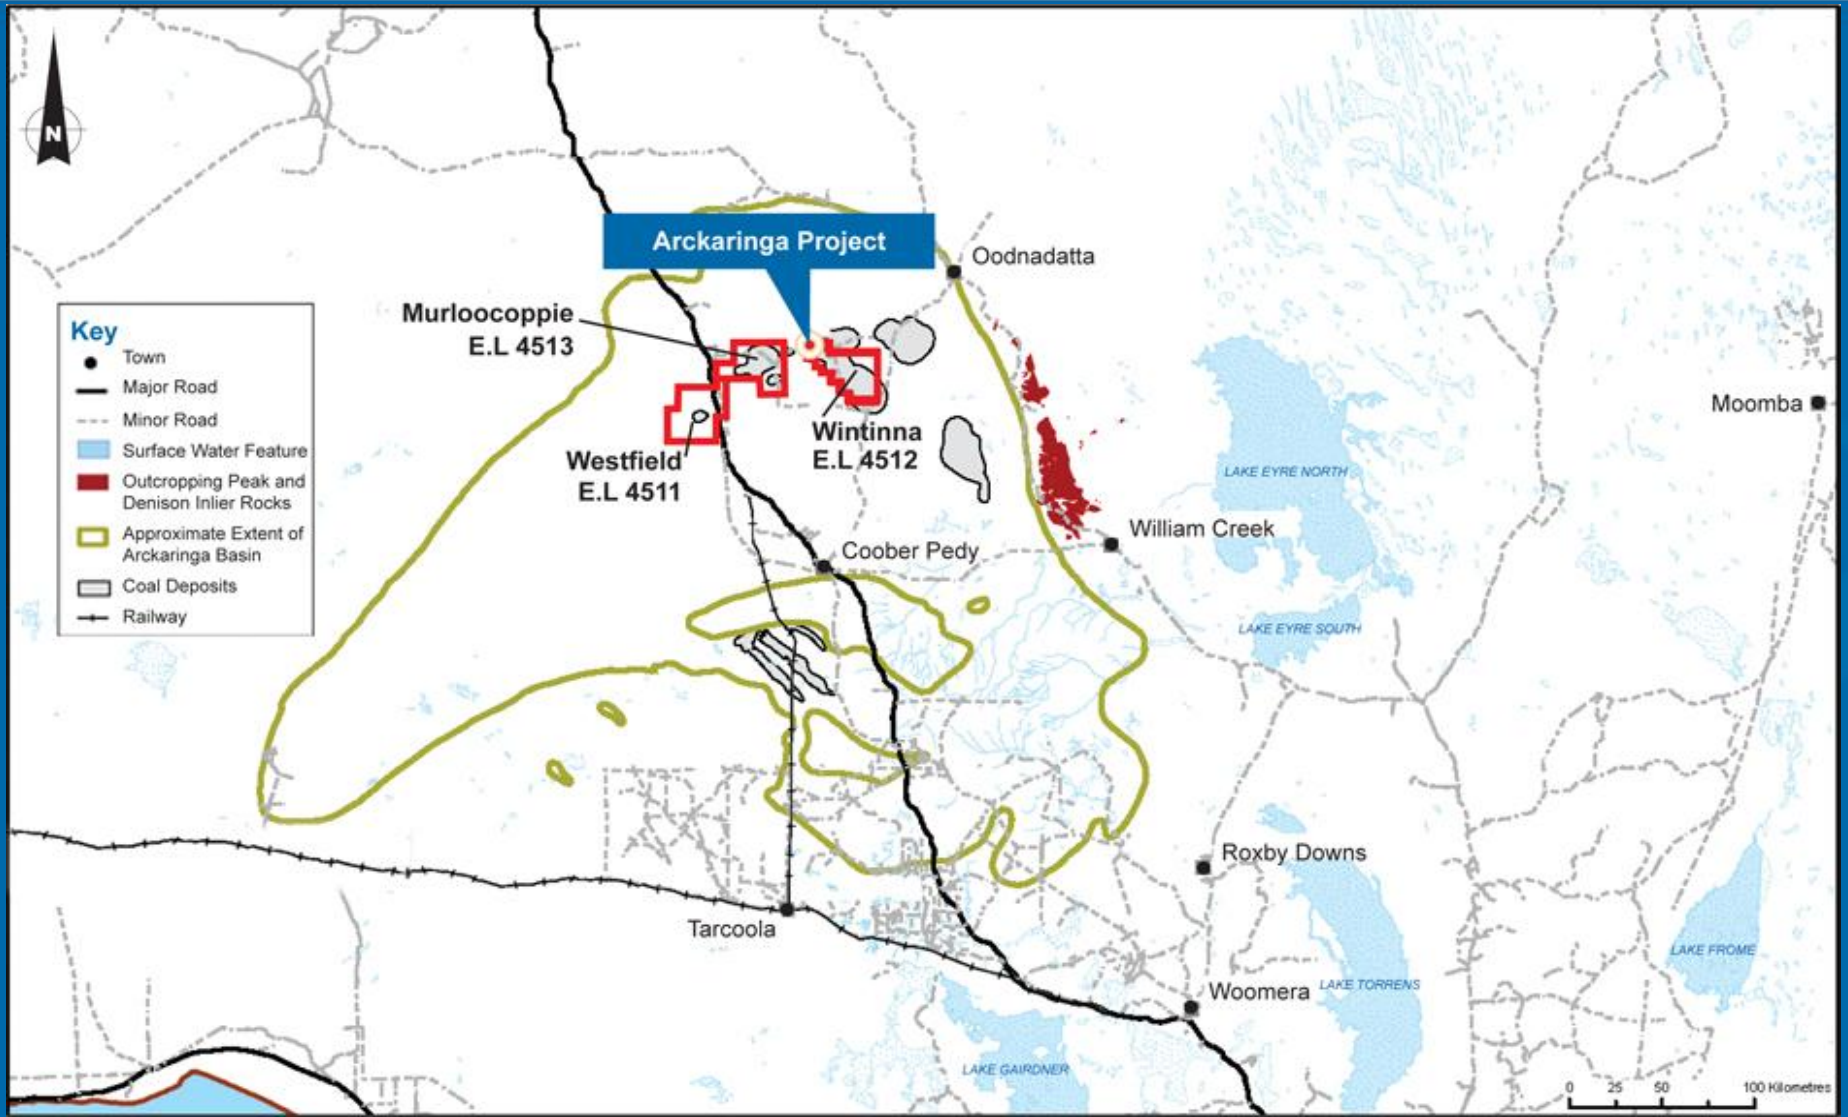 N
Arckaringa Project
Oodnadatta
Murloocoppie
E.L 4513
Key
Town
Major Road
Minor Road
Surface Water Feature
Outcropping Peak and
Denison Inlier Rocks
Approximate Extent of
Arckaringa Basin
Coal Deposits
Railway
Moomba
Wintinna
E.L 4512
Westfield
E.L 4511
LAKE EYRE NORTH
William Creek
Coober Pedy
LAKE EYRE SOUTH
Roxby Downs
Tarcoola
LAKE FROME
LAKE TORRENS
Woomera
LAKE GAIRDNER
0 25 50 100 Kilometres